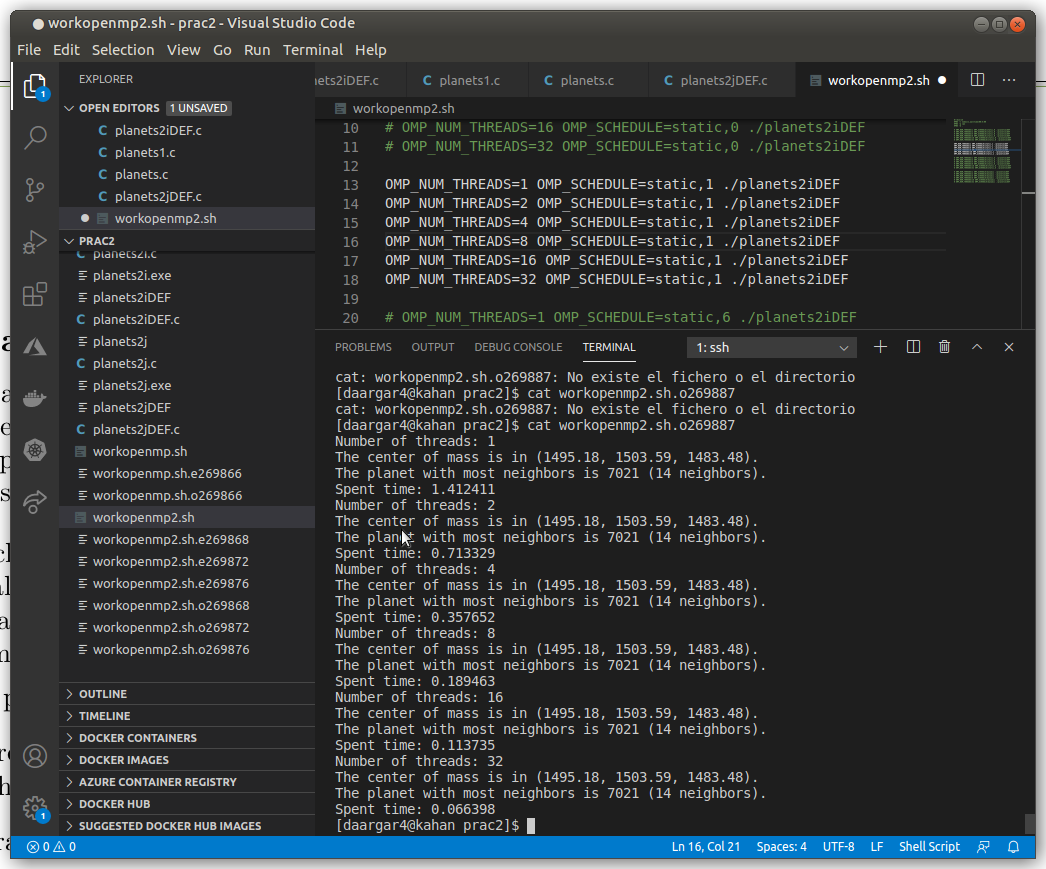 workopenmp2.sh - prac2 - Visual Studio Code
File Edit Selection View Go Run Terminal Help
EXPLORER
OPEN EDITORS 1 UNSAVED
planets2iDEF.c
planets1.c
planets.c
planets2jDEF.c
workopenmp2.sh
PRAC2
planets2i.c
planets2i.exe
planets2iDEF
planets2iDEF.c
planets2j
planets2j.c
planets2j.exe
planets2jDEF
planets2jDEF.c
workopenmp.sh
workopenmp.sh.e269866
workopenmp.sh.o269866
workopenmp2.sh
workopenmp2.sh.e269868
workopenmp2.sh.e269872
workopenmp2.sh.e269876
workopenmp2.sh.o269868
workopenmp2.sh.o269872
workopenmp2.sh.o269876
OUTLINE
TIMELINE
DOCKER CONTAINERS
DOCKER IMAGES
AZURE CONTAINER REGISTRY
DOCKER HUB
SUGGESTED DOCKER HUB IMAGES
nets2iDEF.c planets1.c planets.c planets2jDEF.c workopenmp2.sh
workopenmp2.sh
10 # OMP_NUM_THREADS=16 OMP_SCHEDULE=static,0 ./planets2iDEF
11 # OMP_NUM_THREADS=32 OMP_SCHEDULE=static,0 ./planets2iDEF
12
13 OMP_NUM_THREADS=1 OMP_SCHEDULE=static,1 ./planets2iDEF
14 OMP_NUM_THREADS=2 OMP_SCHEDULE=static,1 ./planets2iDEF
15 OMP_NUM_THREADS=4 OMP_SCHEDULE=static,1 ./planets2iDEF
16 OMP_NUM_THREADS=8 OMP_SCHEDULE=static,1 ./planets2iDEF
17 OMP_NUM_THREADS=16 OMP_SCHEDULE=static,1 ./planets2iDEF
18 OMP_NUM_THREADS=32 OMP_SCHEDULE=static,1 ./planets2iDEF
19
20 # OMP_NUM_THREADS=1 OMP_SCHEDULE=static,6 ./planets2iDEF
PROBLEMS OUTPUT DEBUG CONSOLE TERMINAL 1: ssh
cat: workopenmp2.sh.o269887: No existe el fichero o el directorio
[daargar4@kahan prac2]$ cat workopenmp2.sh.o269887
cat: workopenmp2.sh.o269887: No existe el fichero o el directorio
[daargar4@kahan prac2]$ cat workopenmp2.sh.o269887
Number of threads: 1
The center of mass is in (1495.18, 1503.59, 1483.48).
The planet with most neighbors is 7021 (14 neighbors).
Spent time: 1.412411
Number of threads: 2
The center of mass is in (1495.18, 1503.59, 1483.48).
The planet with most neighbors is 7021 (14 neighbors).
Spent time: 0.713329
Number of threads: 4
The center of mass is in (1495.18, 1503.59, 1483.48).
The planet with most neighbors is 7021 (14 neighbors).
Spent time: 0.357652
Number of threads: 8
The center of mass is in (1495.18, 1503.59, 1483.48).
The planet with most neighbors is 7021 (14 neighbors).
Spent time: 0.189463
Number of threads: 16
The center of mass is in (1495.18, 1503.59, 1483.48).
The planet with most neighbors is 7021 (14 neighbors).
Spent time: 0.113735
Number of threads: 32
The center of mass is in (1495.18, 1503.59, 1483.48).
The planet with most neighbors is 7021 (14 neighbors).
Spent time: 0.066398
[daargar4@kahan prac2]$
0 0 Ln 16, Col 21 Spaces: 4 UTF-8 LF Shell Script